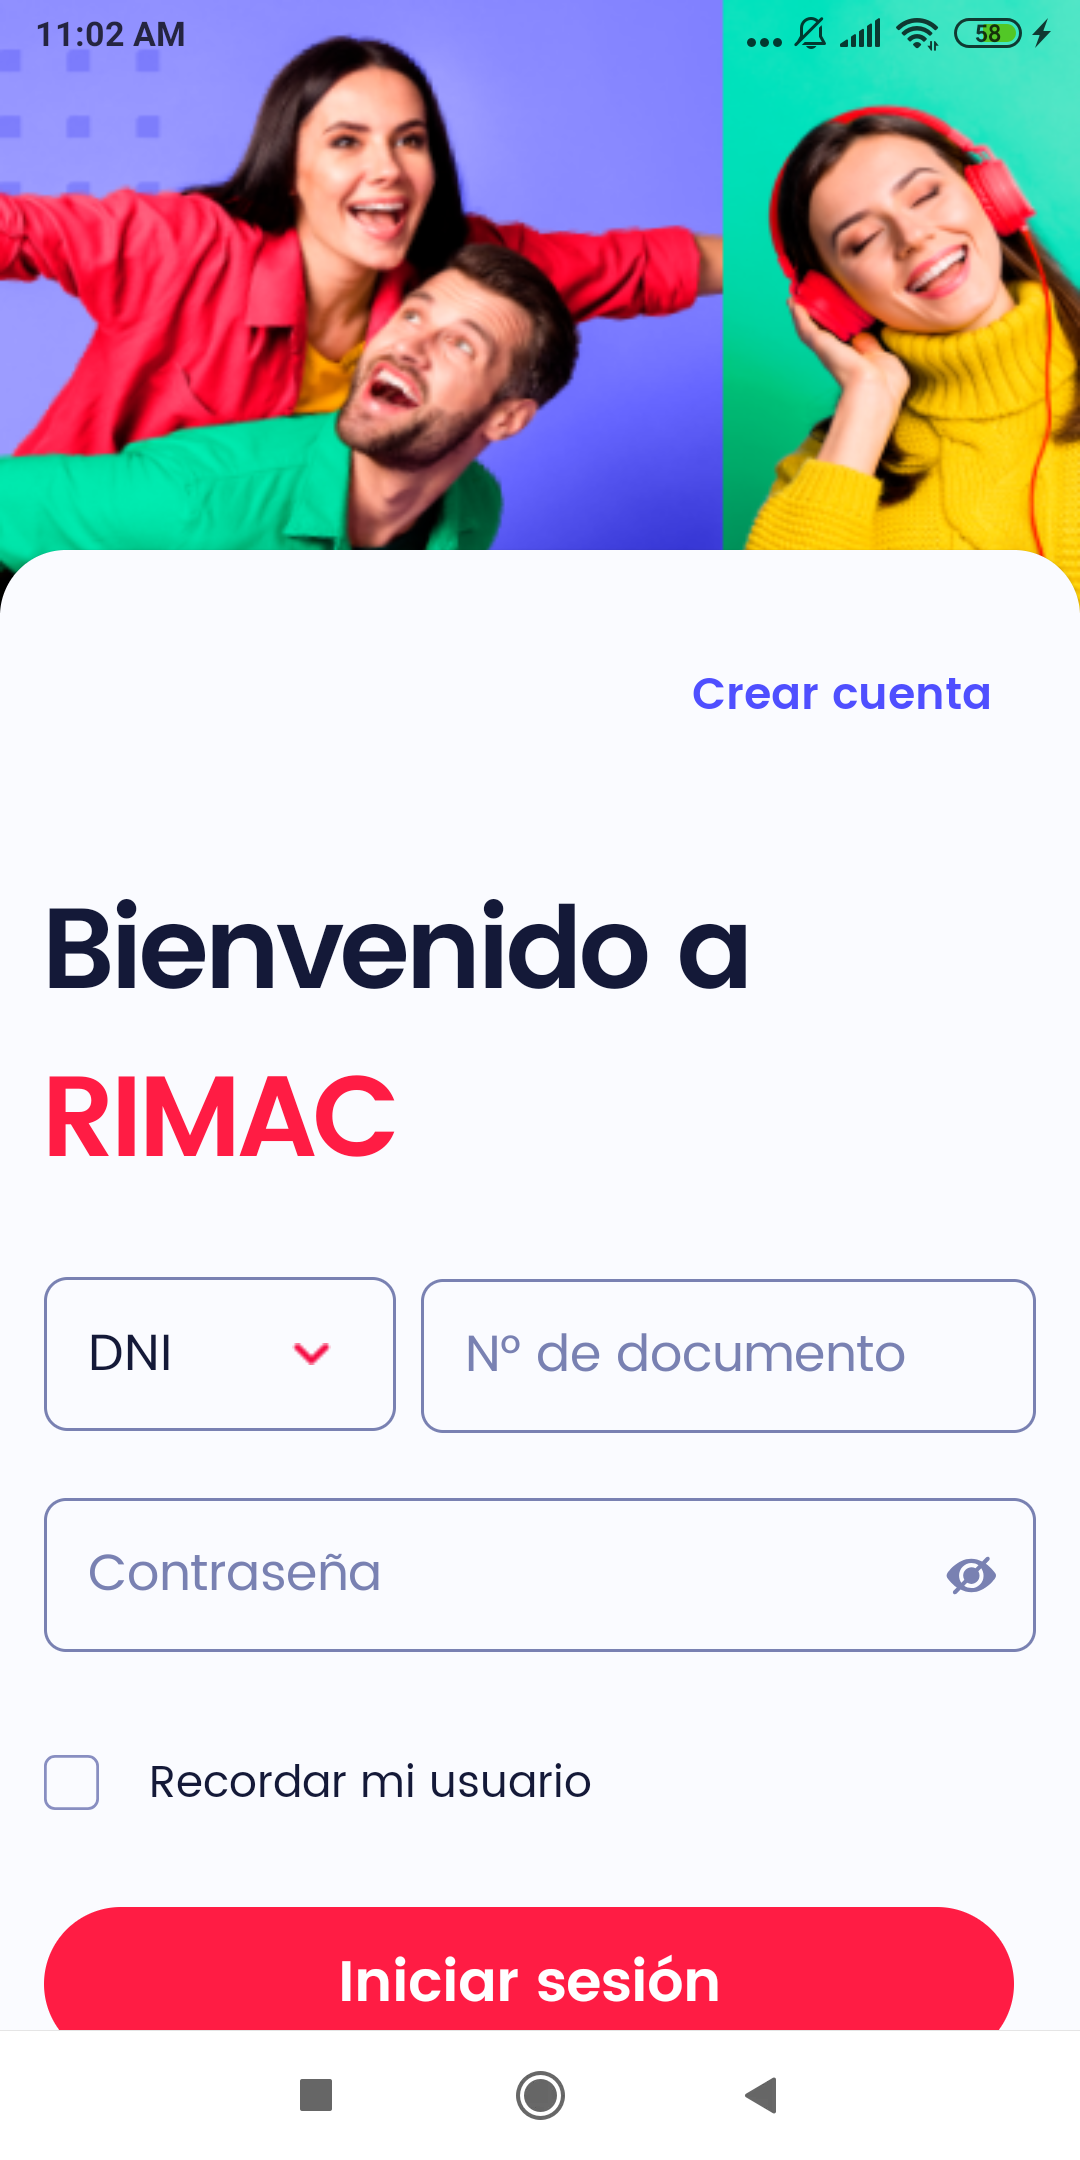 11:02 AM
58
Crear cuenta
Bienvenido a
RIMAC
DNI
Nº de documento
Contraseña
Recordar mi usuario
Iniciar sesión